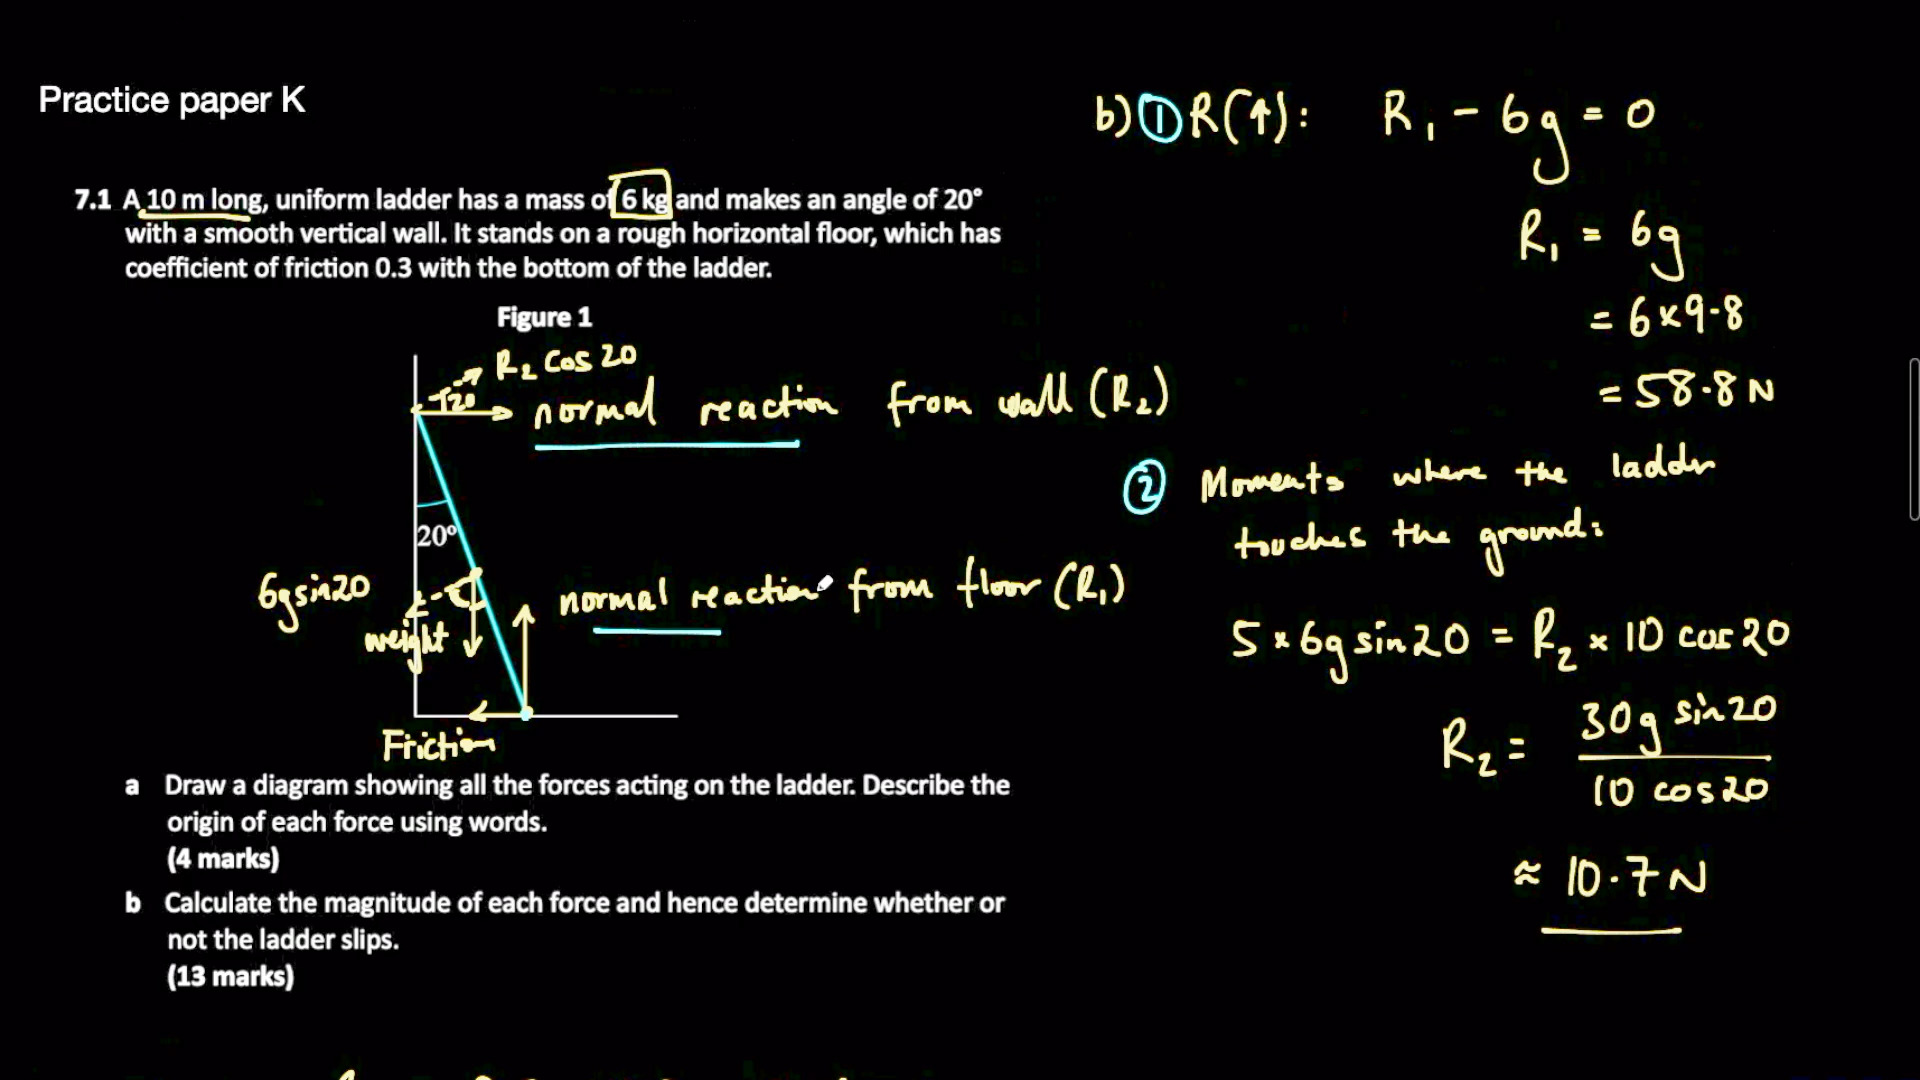 Practice paper K
7.1 A 10 m long, uniform ladder has a mass of 6 kg and makes an angle of 20°
with a smooth vertical wall. It stands on a rough horizontal floor, which has
coefficient of friction 0.3 with the bottom of the ladder.
Figure 1
R₂ cos 20
20
normal reaction from wall (R₂)
20°
6g sin20
weight
normal reaction from floor (R₁)
Friction
a Draw a diagram showing all the forces acting on the ladder. Describe the
origin of each force using words.
(4 marks)
b Calculate the magnitude of each force and hence determine whether or
not the ladder slips.
(13 marks)
b) ① R(↑): R₁ - 6g = 0
R₁ = 6g
= 6×9.8
= 58.8 N
② Moments where the ladder
touches the ground:
5 × 6g sin20 = R₂ × 10 cos 20
R₂ = 30g sin20
10 cos20
≈ 10.7 N